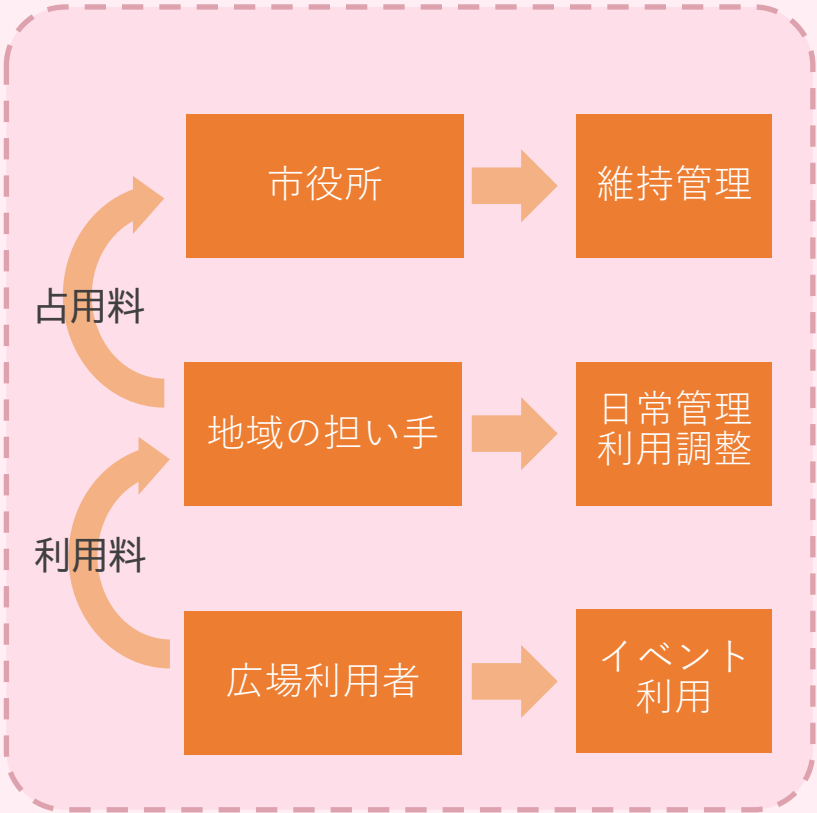 市役所
維持管理
占用料
地域の担い手
日常管理
利用調整
利用料
広場利用者
イベント
利用